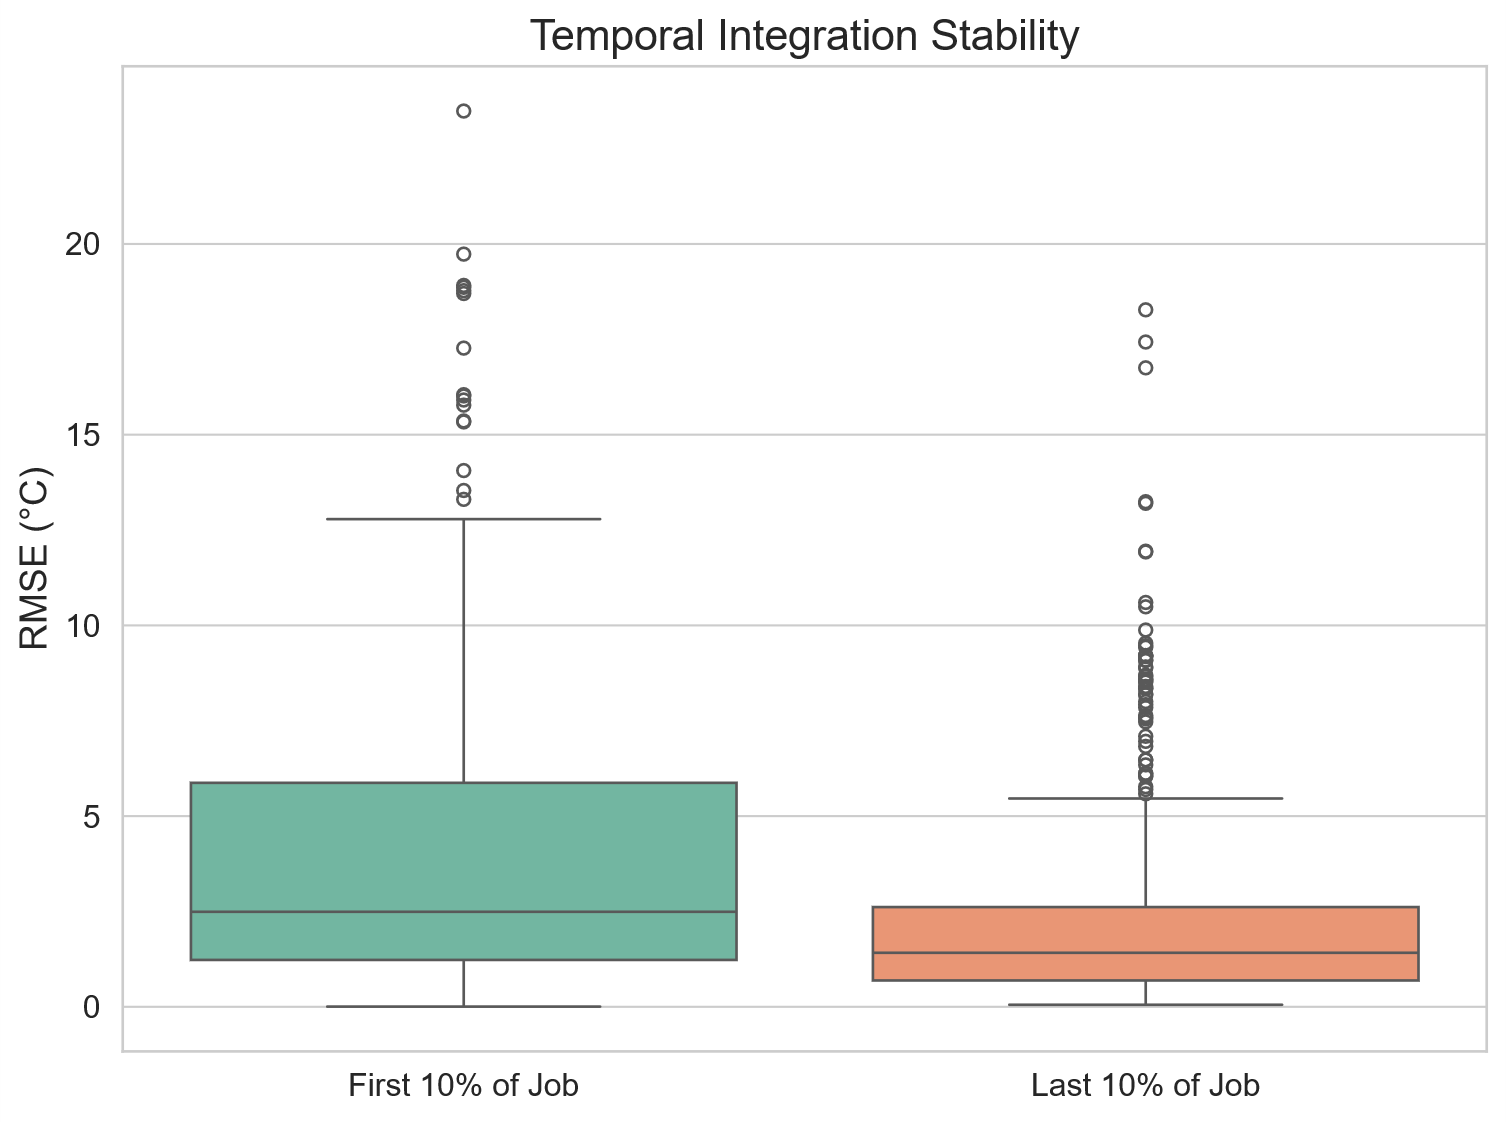 Temporal Integration Stability
RMSE (°C)
20
15
10
5
0
First 10% of Job
Last 10% of Job